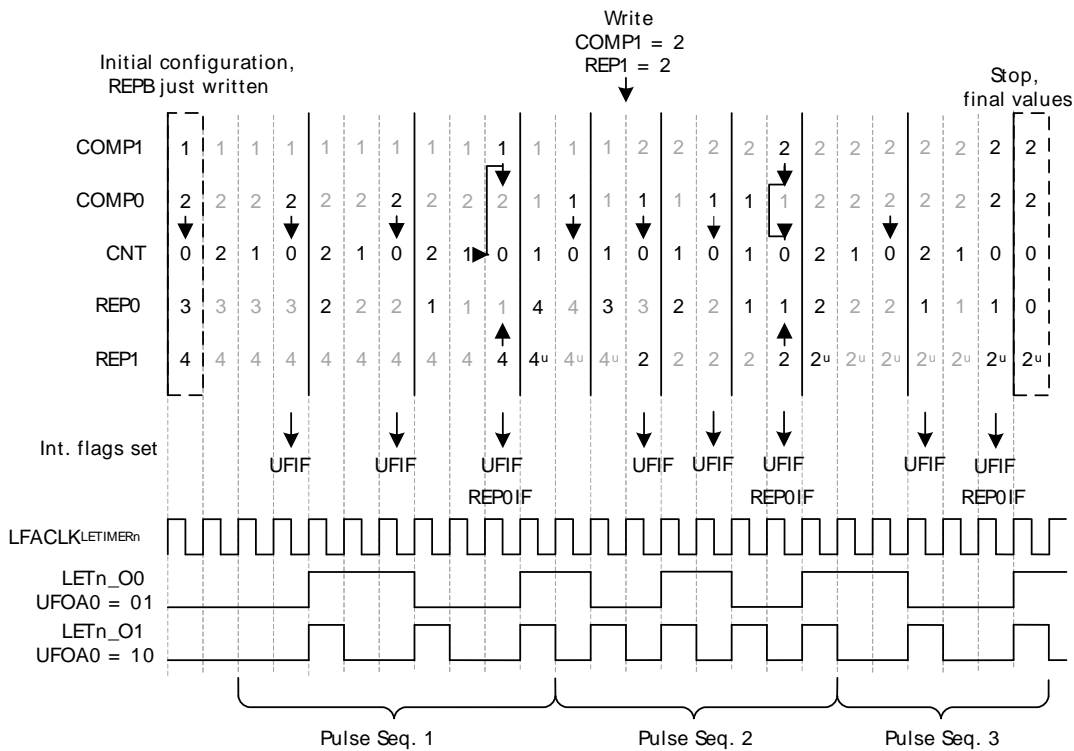 Write
COMP1 = 2
REP1 = 2
Initial configuration,
REPB just written
Stop,
final values
COMP1 1 1 1 1 1 1 1 1 1 1 1 1 1 2 2 2 2 2 2 2 2 2 2 2 2
COMP0 2 2 2 2 2 2 2 2 2 2 1 1 1 1 1 1 1 1 2 2 2 2 2 2 2
CNT 0 2 1 0 2 1 0 2 1 0 1 0 1 0 1 0 1 0 2 1 0 2 1 0 0
REP0 3 3 3 3 2 2 2 1 1 1 4 4 3 3 2 2 1 1 2 2 2 1 1 1 0
REP1 4 4 4 4 4 4 4 4 4 4 4u 4u 4u 2 2 2 2 2 2u 2u 2u 2u 2u 2u 2u
Int. flags set
UFIF UFIF UFIF UFIF UFIF UFIF UFIF UFIF
REP0IF REP0IF REP0IF
LFACLKLETIMERn
LETn_O0
UFOA0 = 01
LETn_O1
UFOA0 = 10
Pulse Seq. 1 Pulse Seq. 2 Pulse Seq. 3